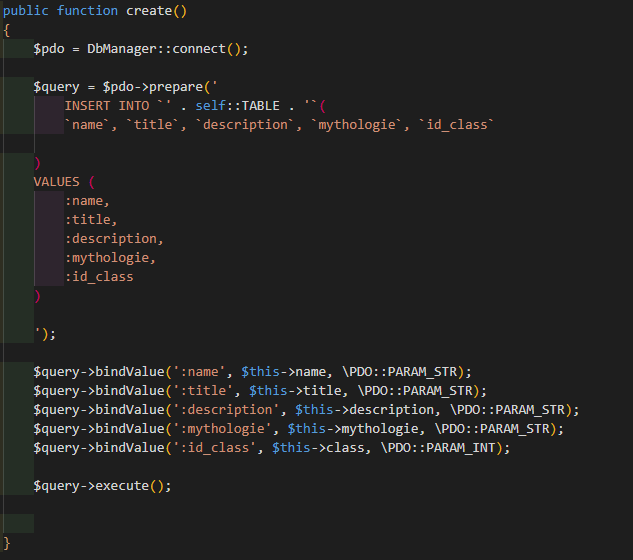 public function create()
{
$pdo = DbManager::connect();
$query = $pdo->prepare('
INSERT INTO `' . self::TABLE . '`(
`name`, `title`, `description`, `mythologie`, `id_class`
)
VALUES (
:name,
:title,
:description,
:mythologie,
:id_class
)
');
$query->bindValue(':name', $this->name, \PDO::PARAM_STR);
$query->bindValue(':title', $this->title, \PDO::PARAM_STR);
$query->bindValue(':description', $this->description, \PDO::PARAM_STR);
$query->bindValue(':mythologie', $this->mythologie, \PDO::PARAM_STR);
$query->bindValue(':id_class', $this->class, \PDO::PARAM_INT);
$query->execute();
}